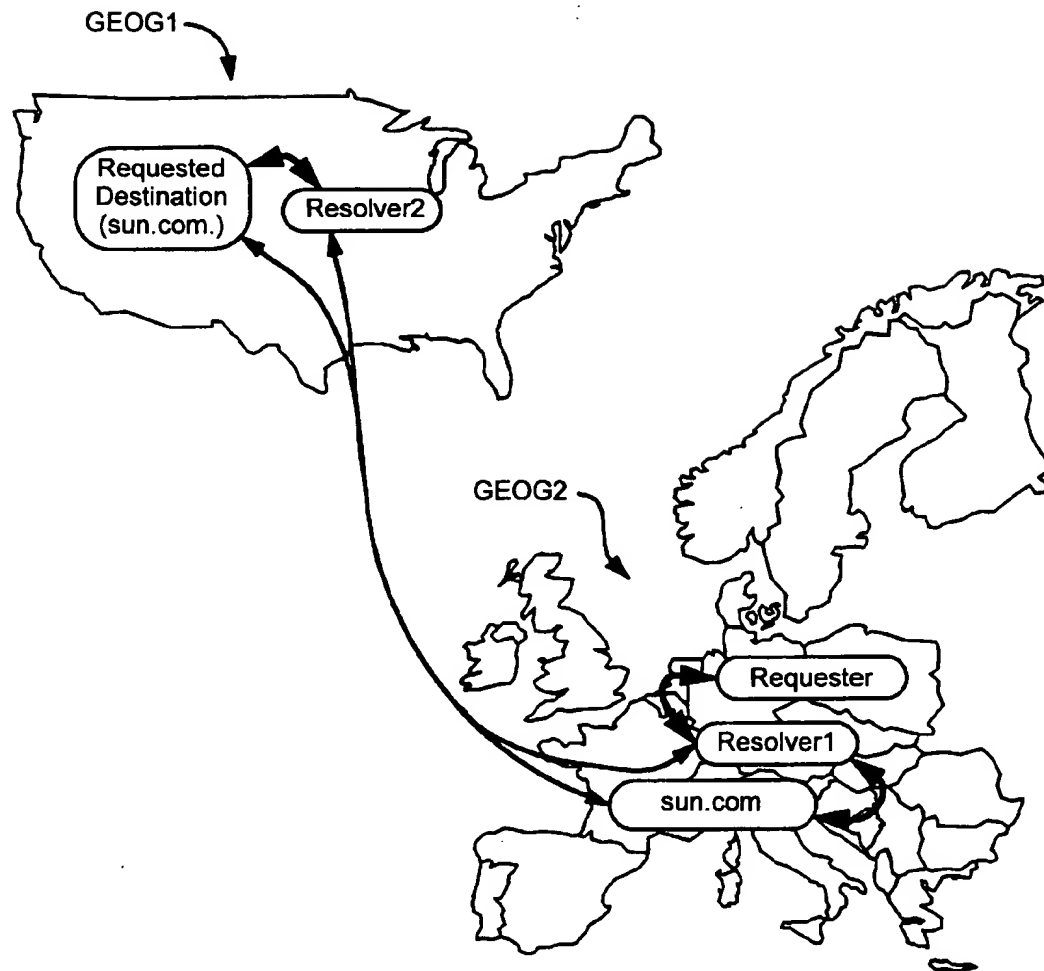 GEOG1
Requested
Destination
(sun.com.)
Resolver2
GEOG2
Requester
Resolver1
sun.com